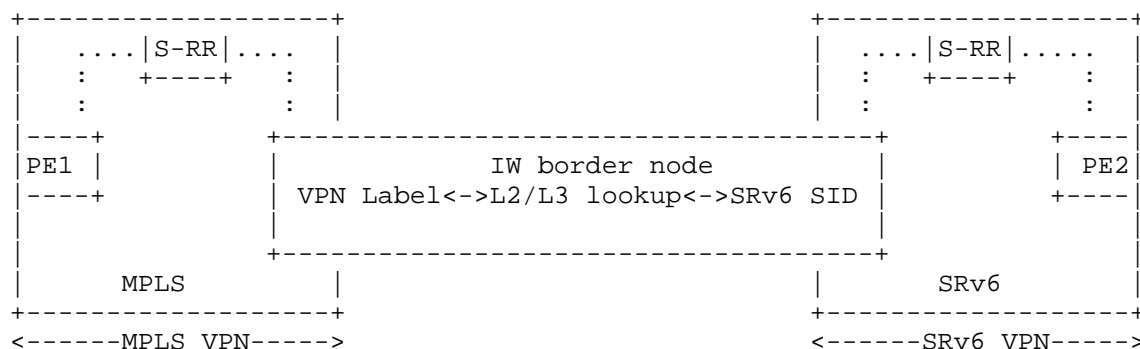 S-RR S-RR
PE1 IW border node PE2
VPN Label<->L2/L3 lookup<->SRv6 SID
MPLS SRv6
<------MPLS VPN-----> <------SRv6 VPN----->